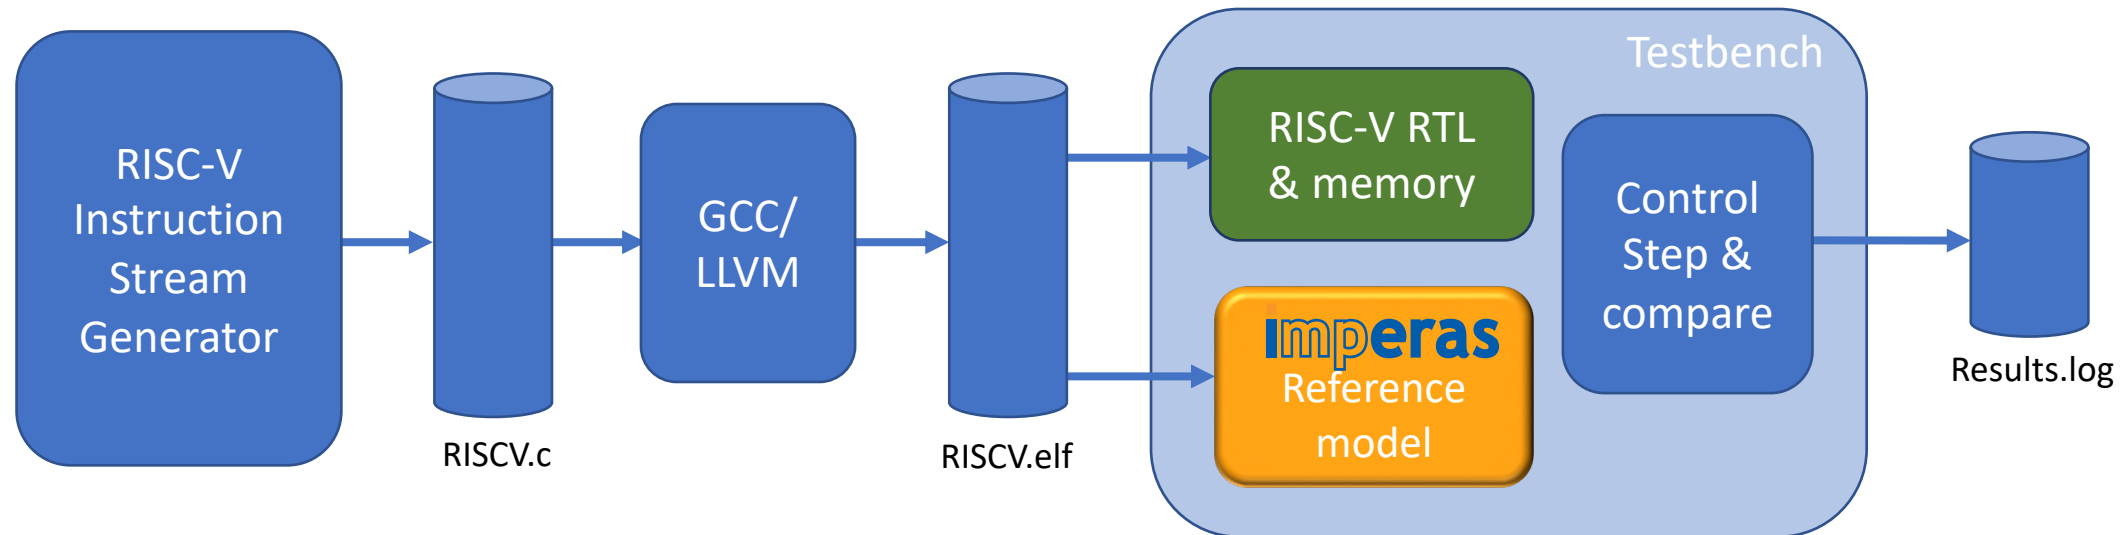 RISC-V
Instruction
Stream
Generator
RISCV.c
GCC/
LLVM
RISCV.elf
Testbench
RISC-V RTL
& memory
imperas
Reference
model
Control
Step &
compare
Results.log